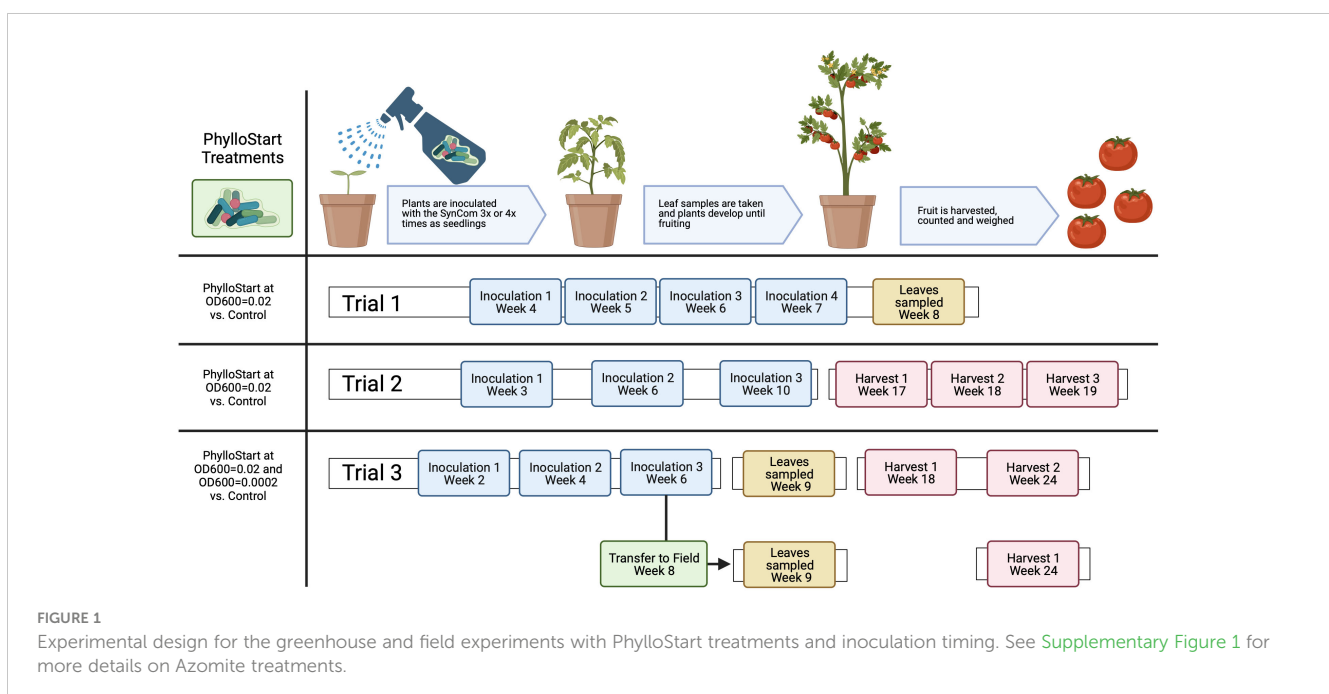 PhylloStart
Treatments
Plants are inoculated
with the SynCom 3x or 4x
times as seedlings
Leaf samples are taken
and plants develop until
fruiting
Fruit is harvested,
counted and weighed
PhylloStart at
OD600=0.02
vs. Control
Trial 1
Inoculation 1
Week 4
Inoculation 2
Week 5
Inoculation 3
Week 6
Inoculation 4
Week 7
Leaves
sampled
Week 8
PhylloStart at
OD600=0.02
vs. Control
Trial 2
Inoculation 1
Week 3
Inoculation 2
Week 6
Inoculation 3
Week 10
Harvest 1
Week 17
Harvest 2
Week 18
Harvest 3
Week 19
PhylloStart at
OD600=0.02 and
OD600=0.0002
vs. Control
Trial 3
Inoculation 1
Week 2
Inoculation 2
Week 4
Inoculation 3
Week 6
Leaves
sampled
Week 9
Harvest 1
Week 18
Harvest 2
Week 24
Transfer to Field
Week 8
Leaves
sampled
Week 9
Harvest 1
Week 24
FIGURE 1
Experimental design for the greenhouse and field experiments with PhylloStart treatments and inoculation timing. See Supplementary Figure 1 for
more details on Azomite treatments.